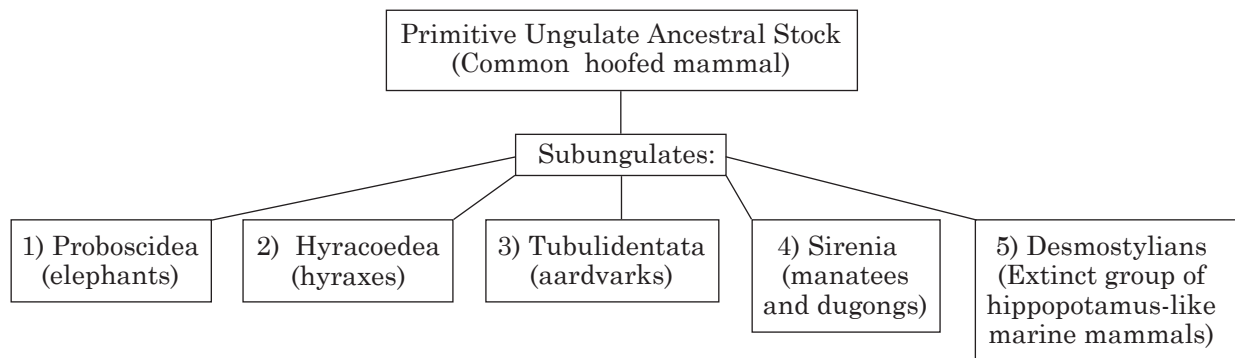 Primitive Ungulate Ancestral Stock
(Common hoofed mammal)
Subungulates:
1) Proboscidea
(elephants)
2) Hyracoedea
(hyraxes)
3) Tubulidentata
(aardvarks)
4) Sirenia
(manatees
and dugongs)
5) Desmostylians
(Extinct group of
hippopotamus-like
marine mammals)